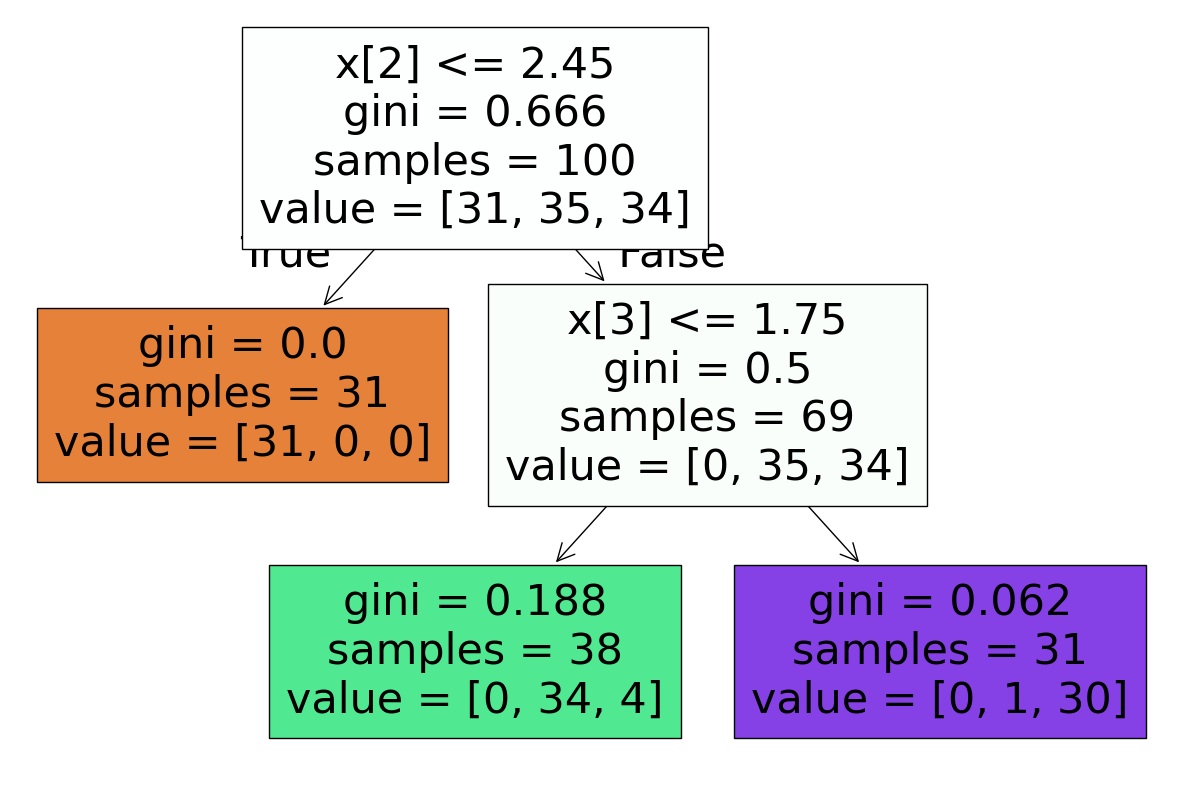 x[2] <= 2.45
gini = 0.666
samples = 100
value = [31, 35, 34]
True
False
gini = 0.0
samples = 31
value = [31, 0, 0]
x[3] <= 1.75
gini = 0.5
samples = 69
value = [0, 35, 34]
gini = 0.188
samples = 38
value = [0, 34, 4]
gini = 0.062
samples = 31
value = [0, 1, 30]